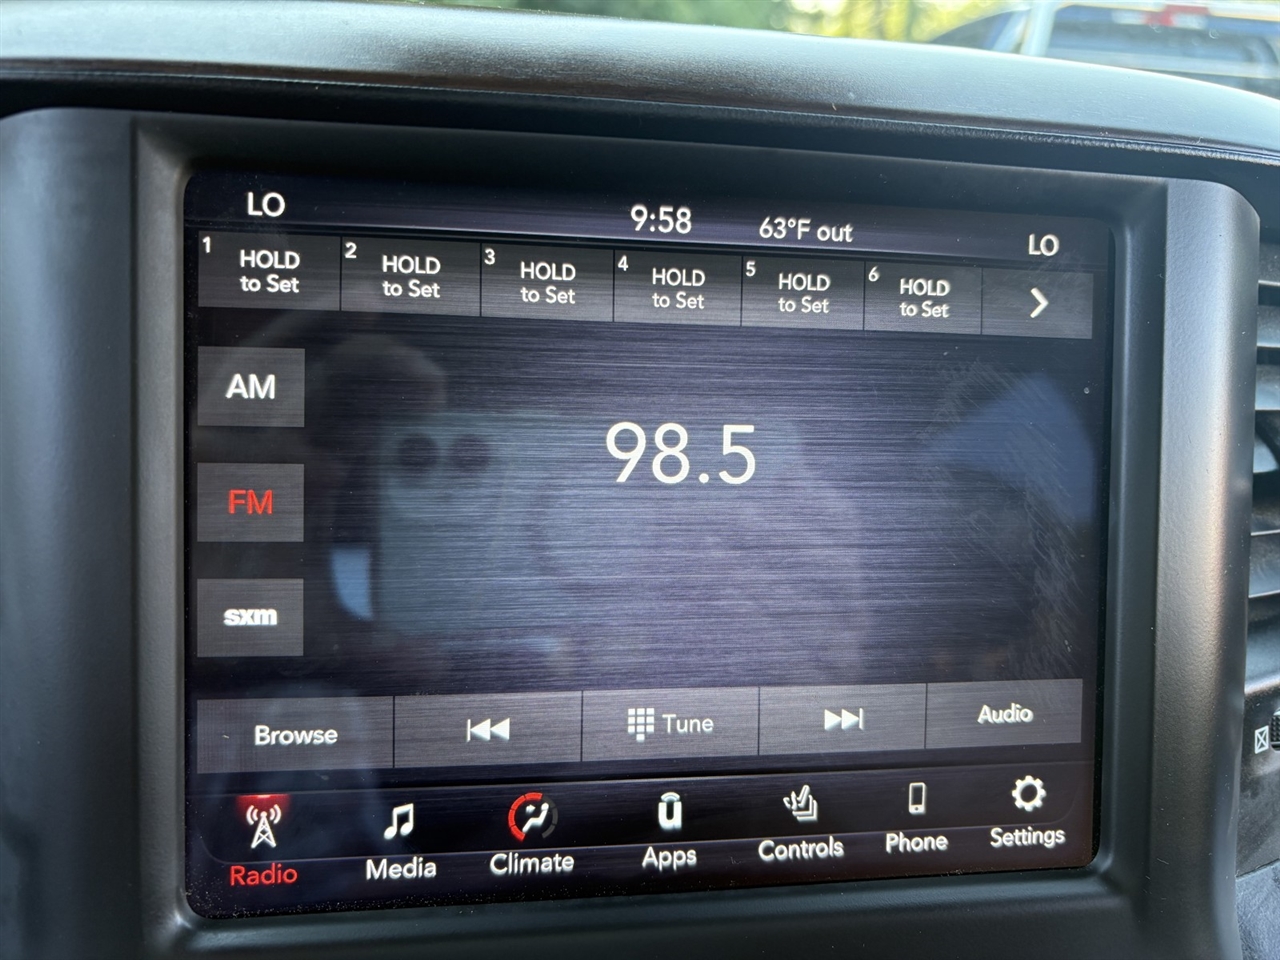 LO
9:58
63°F out
LO
1
HOLD
to Set
2
HOLD
to Set
3
HOLD
to Set
4
HOLD
to Set
5
HOLD
to Set
6
HOLD
to Set
AM
98.5
FM
sxm
Browse
Tune
Audio
Radio
Media
Climate
Apps
Controls
Phone
Settings